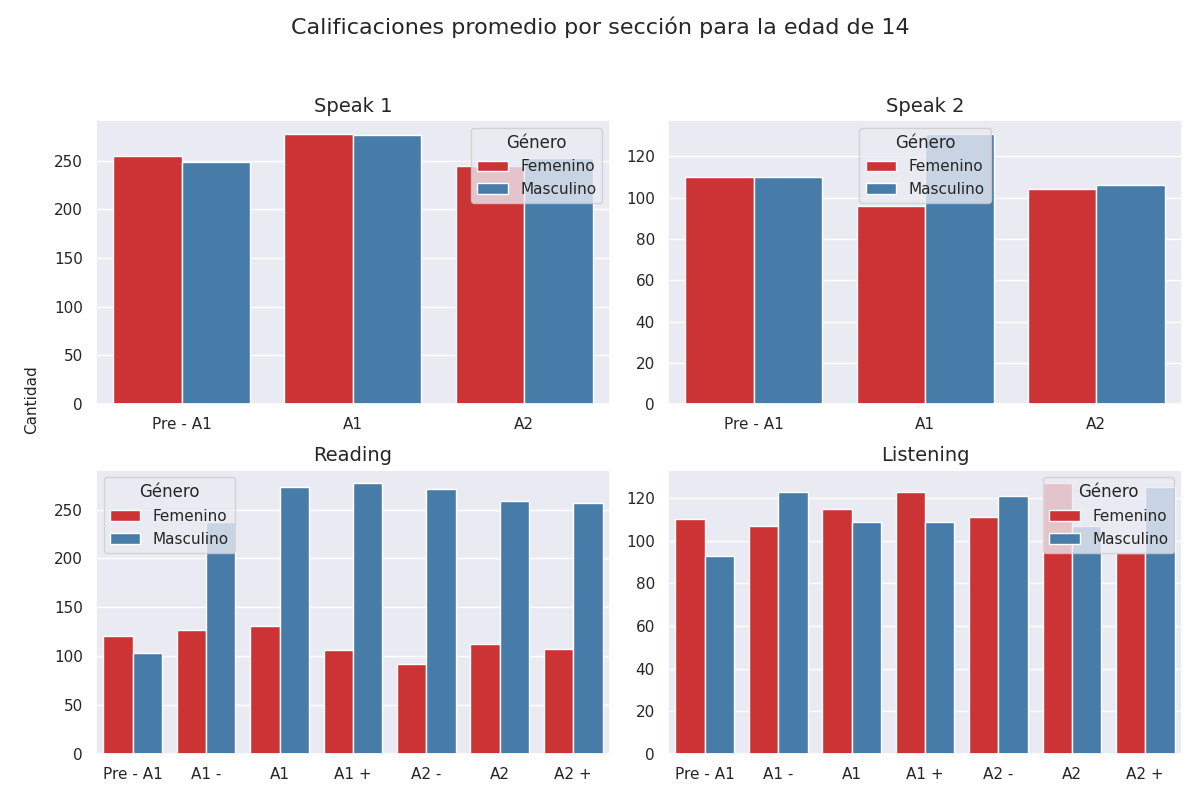 Calificaciones promedio por sección para la edad de 14
Cantidad
Speak 1
250
200
150
100
50
0
Pre - A1 A1 A2
Género
Femenino
Masculino
Speak 2
120
100
80
60
40
20
0
Pre - A1 A1 A2
Género
Femenino
Masculino
Reading
250
200
150
100
50
0
Pre - A1 A1 - A1 A1 + A2 - A2 A2 +
Género
Femenino
Masculino
Listening
120
100
80
60
40
20
0
Pre - A1 A1 - A1 A1 + A2 - A2 A2 +
Género
Femenino
Masculino